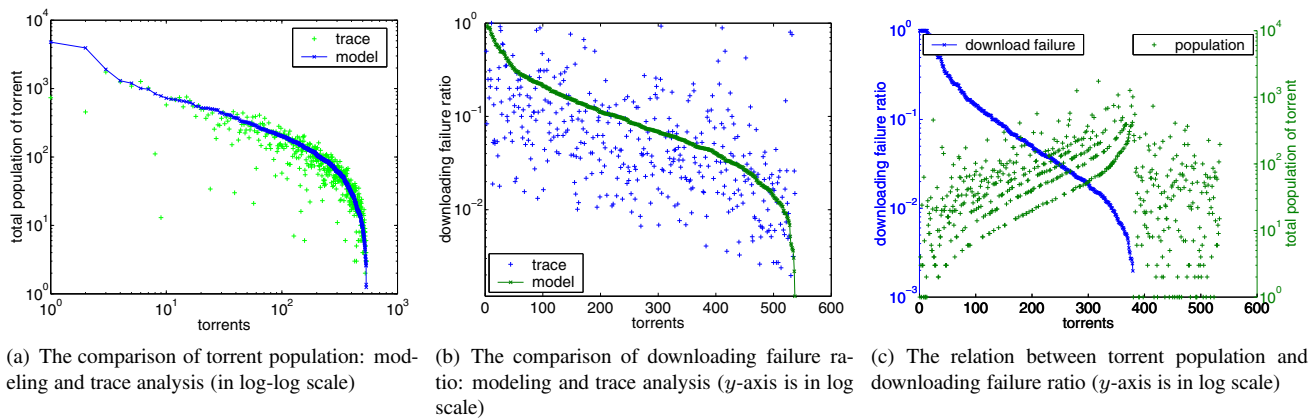 10^4
10^3
10^2
10^1
10^0
total population of torrent
trace
model
10^0 10^1 10^2 10^3
torrents
(a) The comparison of torrent population: mod-
eling and trace analysis (in log-log scale)
10^0
10^-1
10^-2
downloading failure ratio
trace
model
0 100 200 300 400 500 600
torrents
(b) The comparison of downloading failure ra-
tio: modeling and trace analysis (y-axis is in log
scale)
10^0
10^-1
10^-2
10^-3
downloading failure ratio
download failure
population
10^4
10^3
10^2
10^1
10^0
total population of torrent
0 100 200 300 400 500 600
torrents
(c) The relation between torrent population and
downloading failure ratio (y-axis is in log scale)